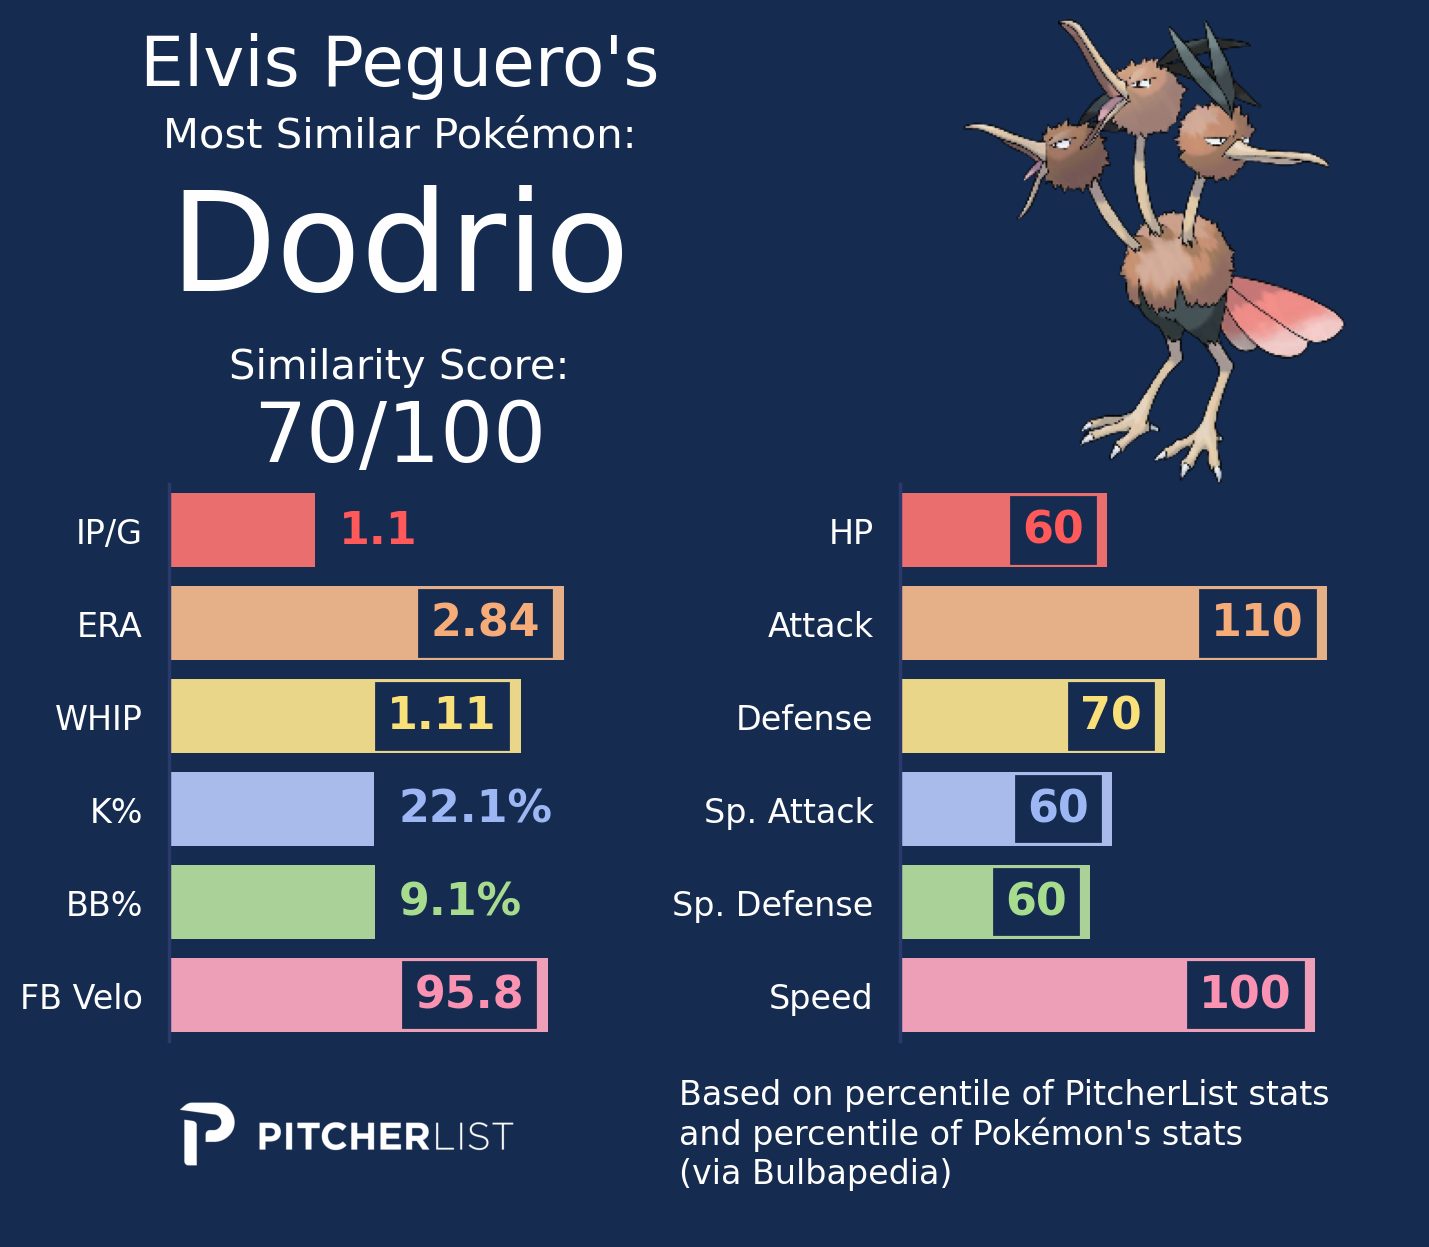 Elvis Peguero's
Most Similar Pokémon:
Dodrio
Similarity Score:
70/100
IP/G 1.1
ERA 2.84
WHIP 1.11
K% 22.1%
BB% 9.1%
FB Velo 95.8
HP 60
Attack 110
Defense 70
Sp. Attack 60
Sp. Defense 60
Speed 100
PITCHERLIST
Based on percentile of PitcherList stats
and percentile of Pokémon's stats
(via Bulbapedia)